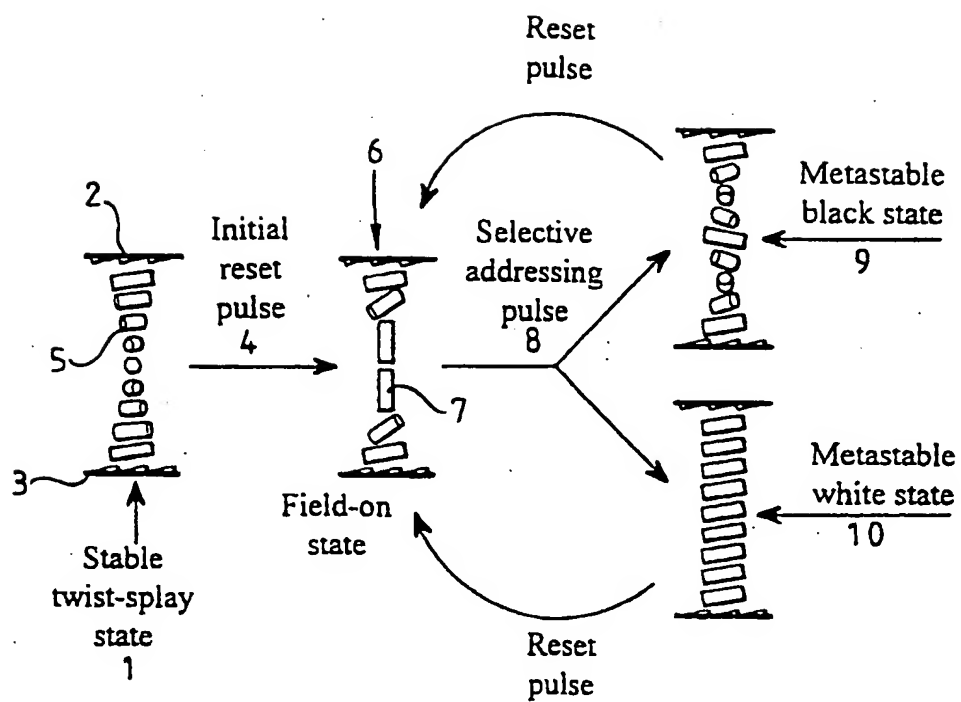 Reset
pulse
6
2
Initial
reset
pulse
4
Selective
addressing
pulse
8
Metastable
black state
9
5
7
3
Field-on
state
Metastable
white state
10
Stable
twist-splay
state
1
Reset
pulse